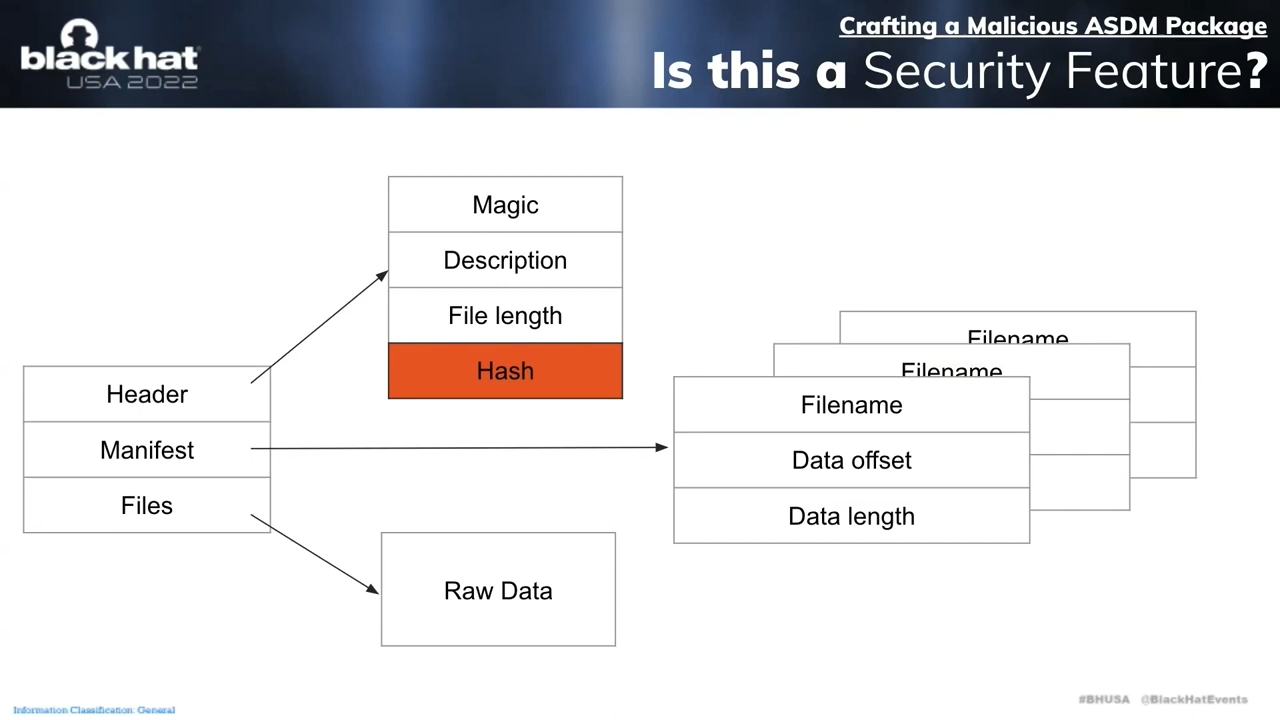 black hat
USA 2022
Crafting a Malicious ASDM Package
Is this a Security Feature?
Magic
Description
File length
Hash
Header
Manifest
Files
Filename
Filename
Filename
Data offset
Data length
Raw Data
Information Classification: General
#BHUSA @BlackHatEvents